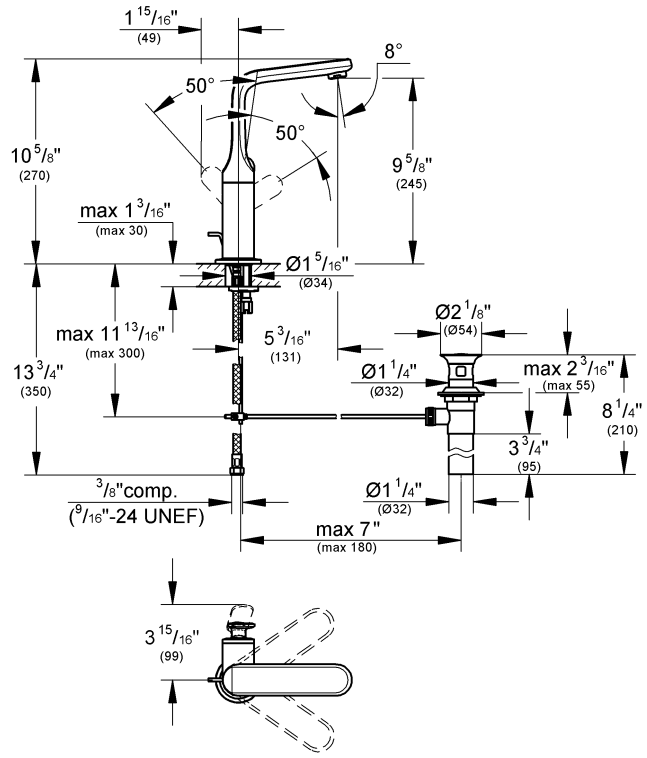 1 15/16"
(49)
8°
50°
50°
10 5/8"
(270)
9 5/8"
(245)
max 1 3/16"
(max 30)
Ø1 5/16"
(Ø34)
Ø2 1/8"
(Ø54)
max 11 13/16"
(max 300)
5 3/16"
(131)
13 3/4"
(350)
Ø1 1/4"
(Ø32)
max 2 3/16"
(max 55)
8 1/4"
(210)
3 3/4"
(95)
3/8"comp.
(9/16"-24 UNEF)
Ø1 1/4"
(Ø32)
max 7"
(max 180)
3 15/16"
(99)